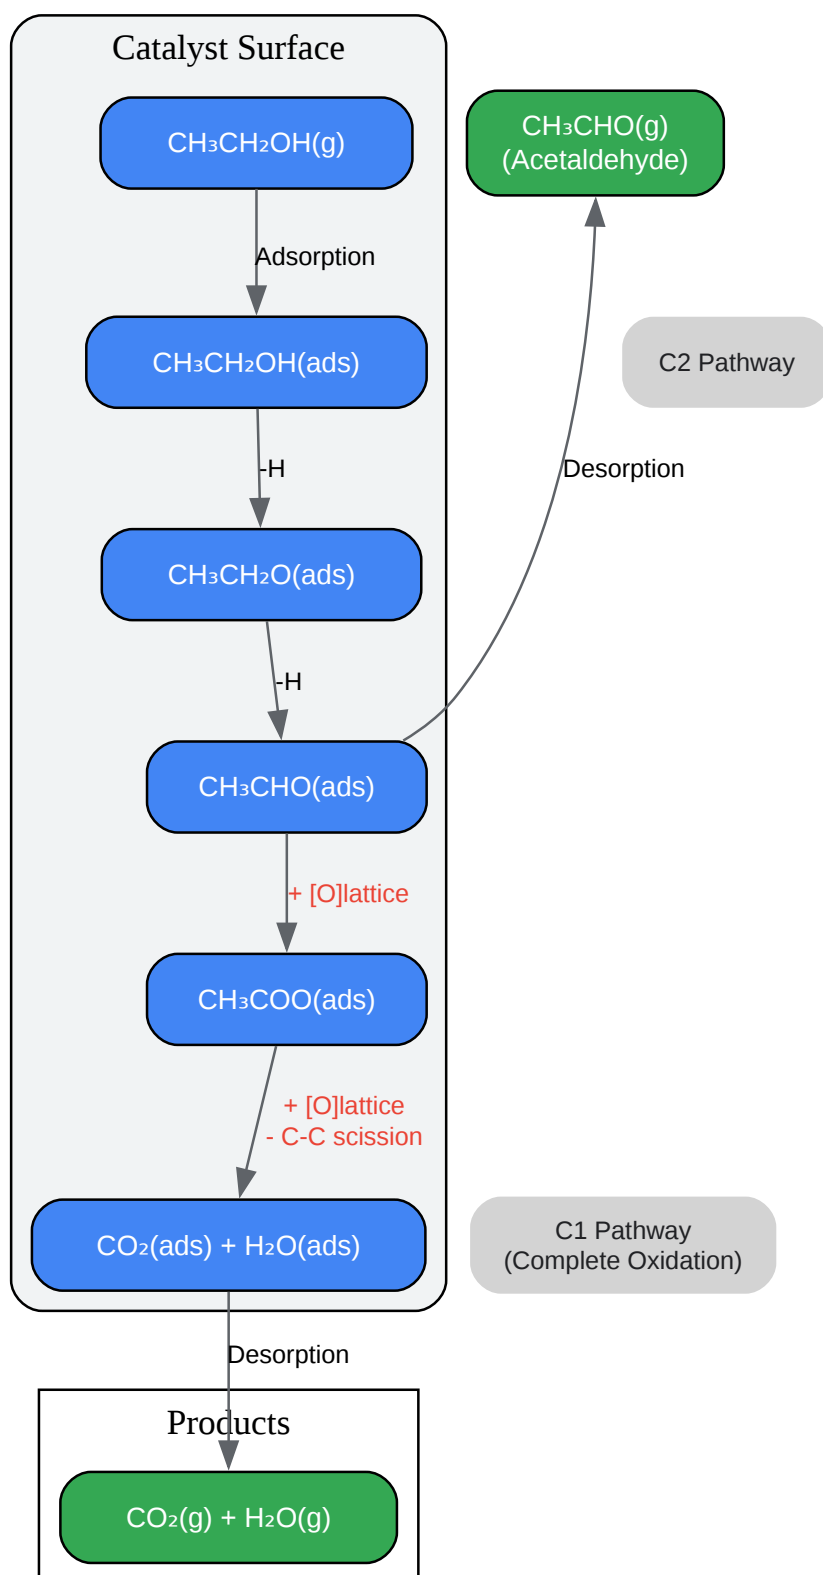 Catalyst Surface
CH₃CH₂OH(g)
CH₃CHO(g)
(Acetaldehyde)
Adsorption
CH₃CH₂OH(ads)
C2 Pathway
-H
Desorption
CH₃CH₂O(ads)
-H
CH₃CHO(ads)
+ [O]lattice
CH₃COO(ads)
+ [O]lattice
- C-C scission
CO₂(ads) + H₂O(ads)
C1 Pathway
(Complete Oxidation)
Desorption
Products
CO₂(g) + H₂O(g)